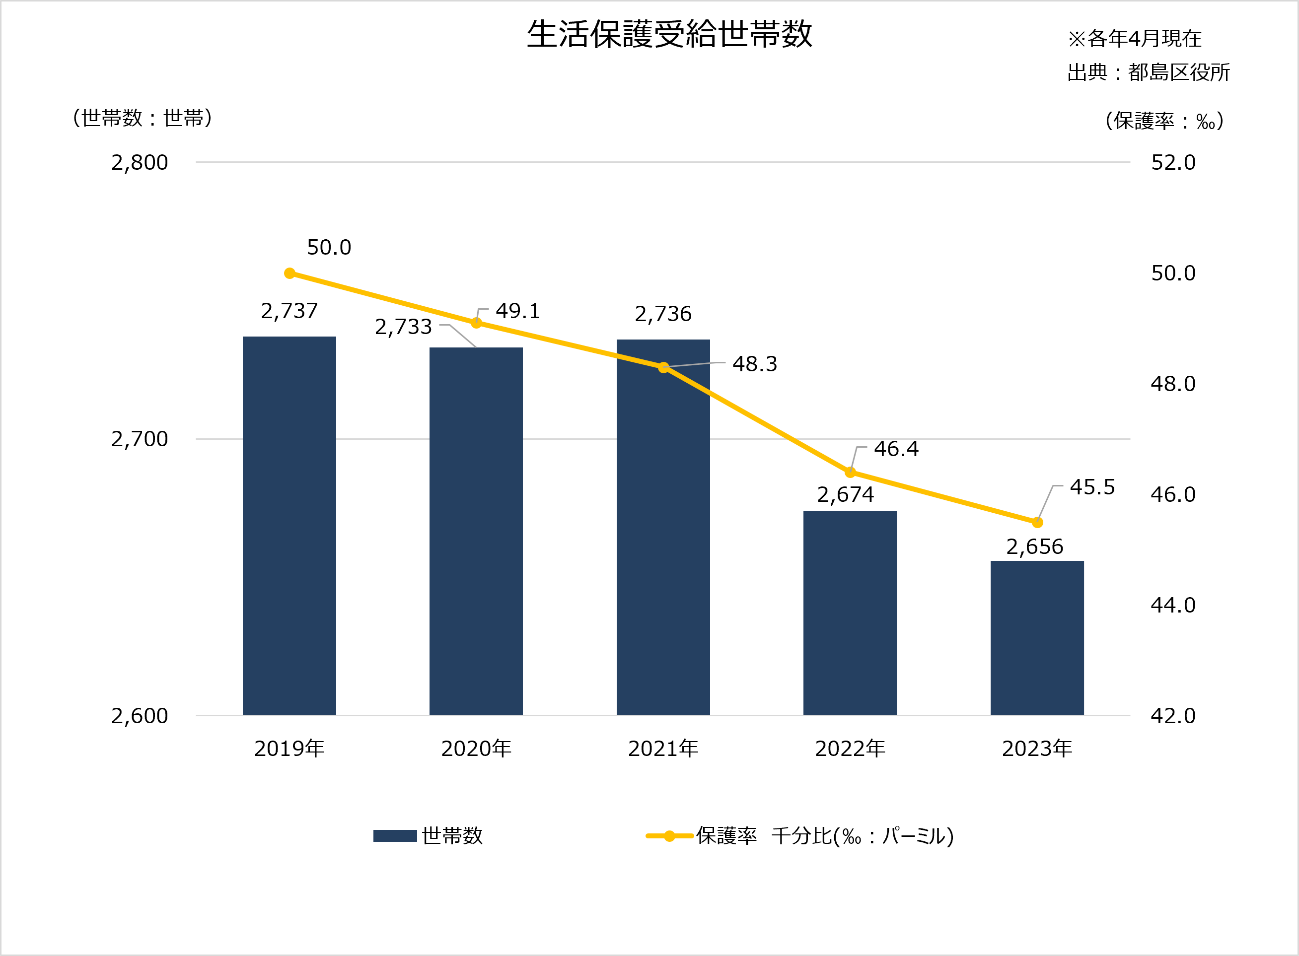 生活保護受給世帯数
※各年4月現在
出典：都島区役所
（世帯数：世帯）
（保護率：‰）
2,800
52.0
50.0
50.0
2,737
49.1
2,736
2,733
48.3
48.0
2,700
46.4
2,674
45.5
46.0
2,656
44.0
2,600
42.0
2019年
2020年
2021年
2022年
2023年
世帯数
保護率　千分比(‰：パーミル)